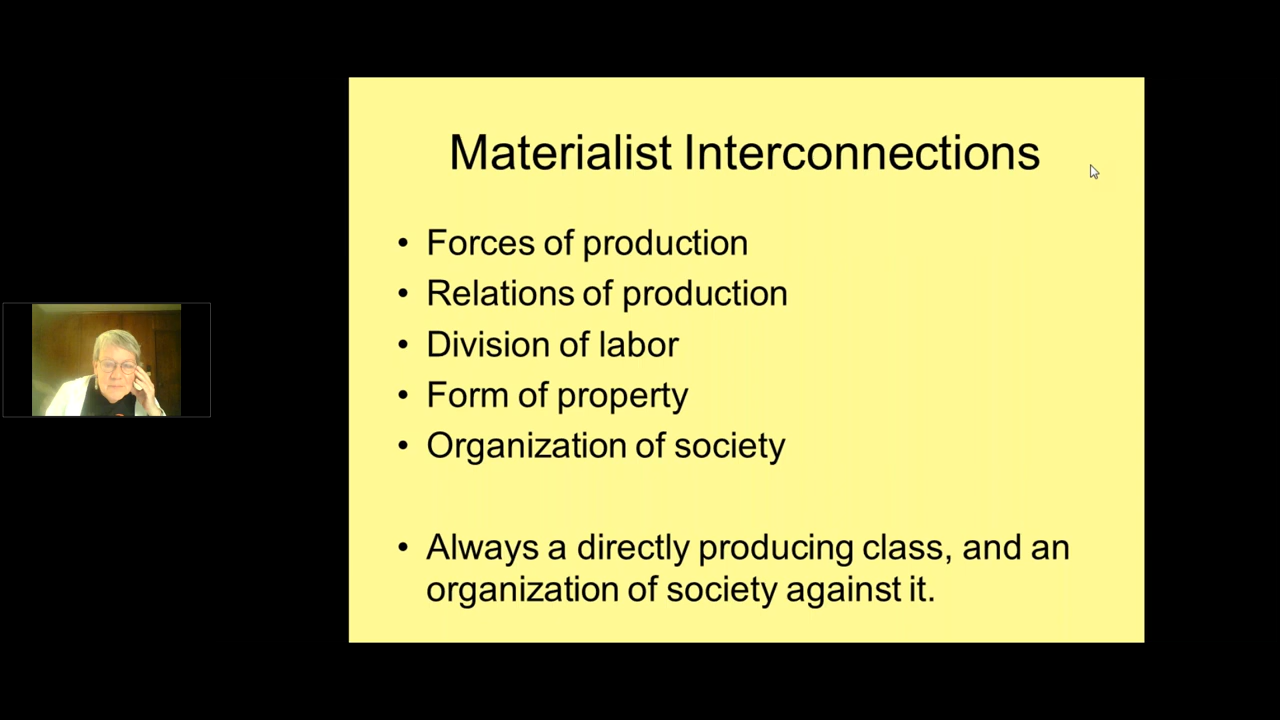 Materialist Interconnections
• Forces of production
• Relations of production
• Division of labor
• Form of property
• Organization of society
• Always a directly producing class, and an
organization of society against it.